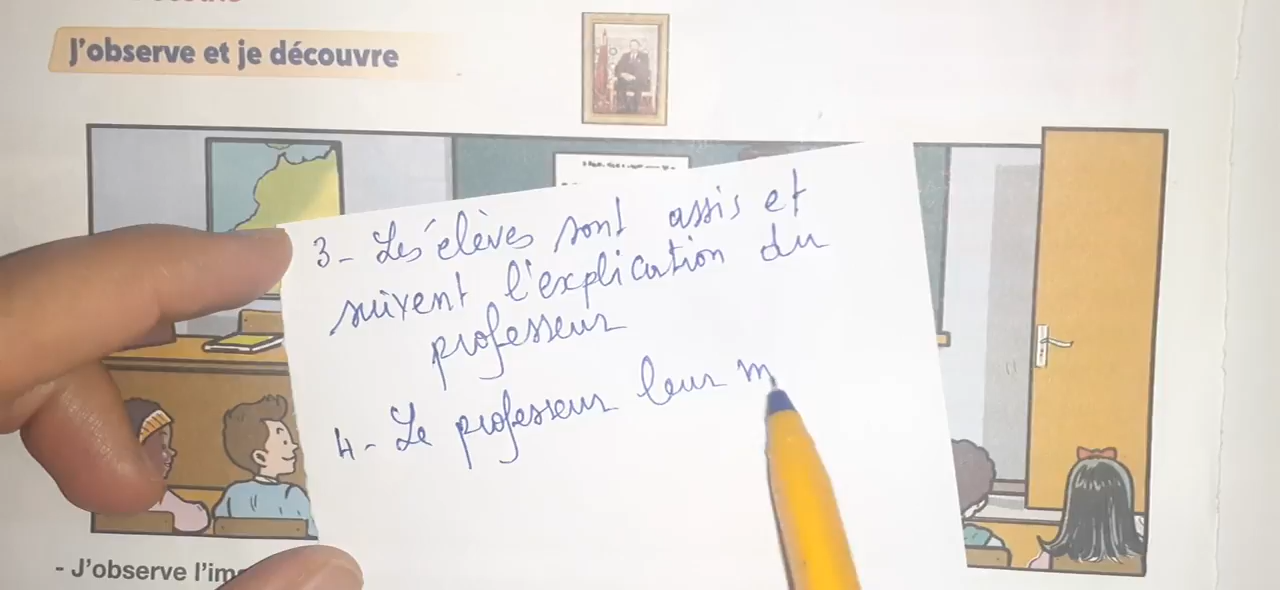 J'observe et je découvre
3- Les élèves sont assis et
suivent l'explication du
professeur
4- Le professeur leur m
- J'observe l'im